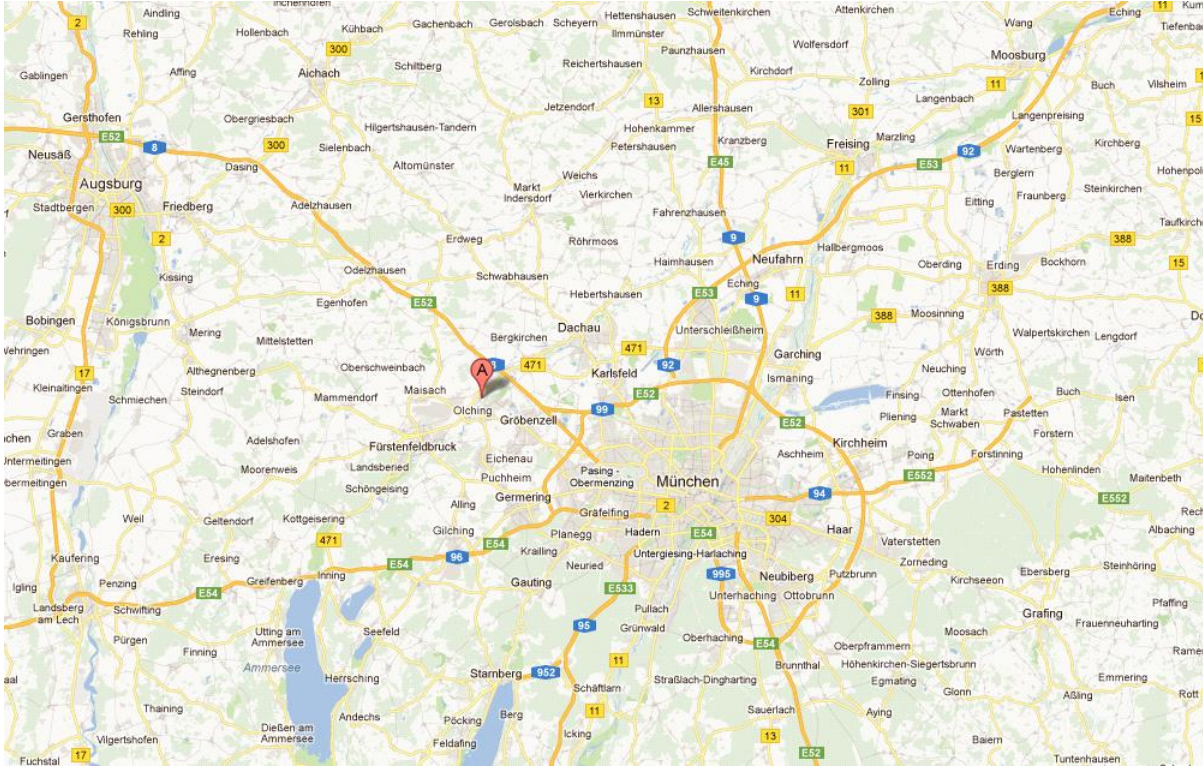 Aindling
Rehling
Hollenbach
Inchenhofen
Kühbach
Gachenbach
Gerolsbach
Scheyern
Hettenshausen
Ilmmünster
Schweitenkirchen
Attenkirchen
Wang
Eching
11
2
300
Paunzhausen
Wolfersdorf
Moosburg
Gablingen
Affing
Aichach
Schiltberg
Reichertshausen
Kirchdorf
Zolling
11
Buch
Vilsheim
Gersthofen
Obergriesbach
Hilgertshausen-Tandern
Jetzendorf
13
Allershausen
301
Langenbach
Langenpreising
E52
8
300
Sielenbach
Hohenkammer
Petershausen
Kranzberg
Freising
Marzling
92
Wartenberg
Kirchberg
Neusäß
Dasing
Altomünster
Weichs
E45
11
E53
Berglern
Augsburg
Markt
Indersdorf
Vierkirchen
Fraunberg
Steinkirchen
Stadtbergen
300
Friedberg
Adelzhausen
Fahrenzhausen
Eitting
2
Erdweg
Röhrmoos
9
Hallbergmoos
388
15
Kissing
Odelzhausen
Schwabhausen
Haimhausen
Neufahrn
Oberding
Erding
Bockhorn
Egenhofen
E52
Hebertshausen
E53
Eching
9
11
388
Bobingen
Königsbrunn
Mering
Mittelstetten
Bergkirchen
Dachau
Unterschleißheim
388
Moosinning
Walpertskirchen
Lengdorf
17
Althegnenberg
Oberschweinbach
471
471
Karlsfeld
92
Garching
Wörth
Kleinaitingen
Schmiechen
Steindorf
Mammendorf
Maisach
A
E52
Ismaning
Neuching
Buch
Isen
Olching
Gröbenzell
99
Finsing
Ottenhofen
Pastetten
Graben
Adelshofen
Fürstenfeldbruck
E52
Kirchheim
Pliening
Markt
Schwaben
Forstern
Moorenweis
Landsberied
Eichenau
Puchheim
Pasing -
Obermenzing
München
Aschheim
Poing
Forstinning
Hohenlinden
Schöngeising
Germering
94
E552
E552
Maitenbeth
Weil
Geltendorf
Kottgeisering
Alling
Gräfelfing
2
304
Haar
Albaching
Kaufering
Eresing
471
Gilching
E54
Planegg
Hadern
E54
Vaterstetten
Penzing
Greifenberg
Inning
E54
96
Krailling
Neuried
Untergiesing-Harlaching
Zorneding
Ebersberg
Steinhöring
Landsberg
am Lech
Schwifting
E54
Gauting
E533
995
Neubiberg
Putzbrunn
Kirchseeon
Pfaffing
Pürgen
Utting am
Ammersee
Seefeld
95
Pullach
Grünwald
Unterhaching
Ottobrunn
Grafing
Frauenneuharting
Finning
Ammersee
Herrsching
Starnberg
952
11
Oberhaching
E54
Oberpframmern
Moosach
Schäftlarn
Straßlach-Dingharting
Brunnthal
Höhenkirchen-Siegertsbrunn
Egmating
Glonn
Aßling
Emmering
Rott
Thaining
Andechs
Pöcking
Berg
11
Sauerlach
Aying
Vilgertshofen
Dießen am
Ammersee
Feldafing
Icking
13
Baiern
Fuchstal
17
E52
Tuntenhausen